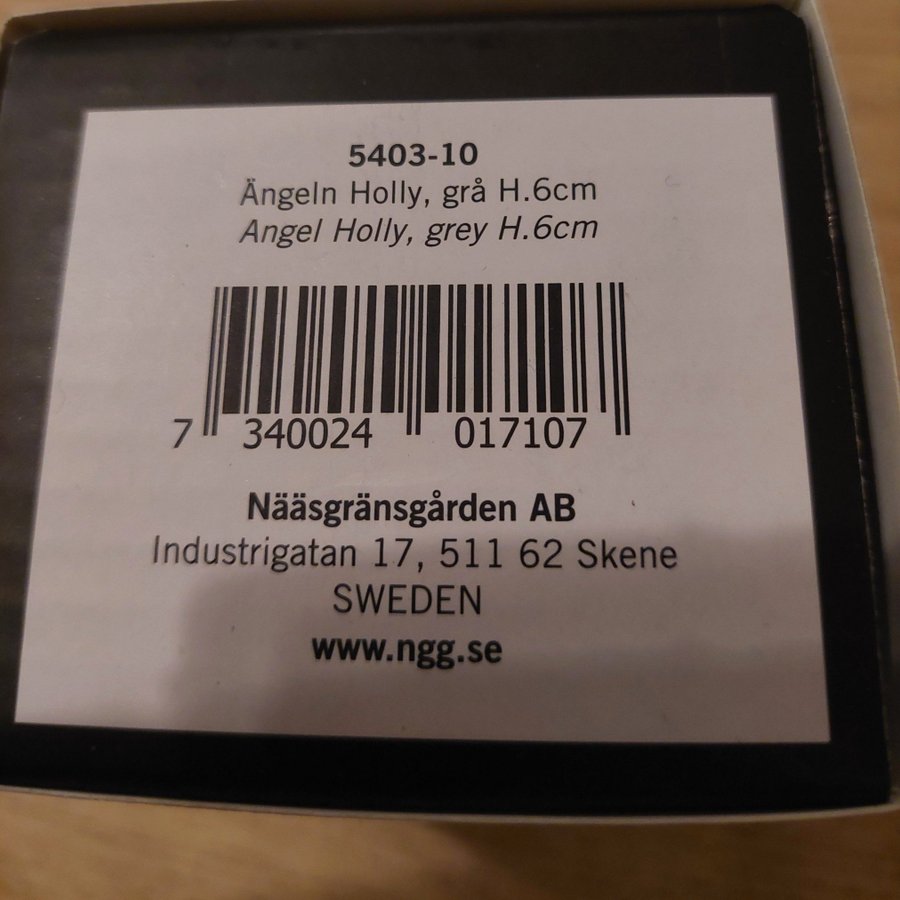 5403-10
Ängeln Holly, grå H.6cm
Angel Holly, grey H.6cm
7 340024 017107
Nääsgränsgården AB
Industrigatan 17, 511 62 Skene
SWEDEN
www.ngg.se